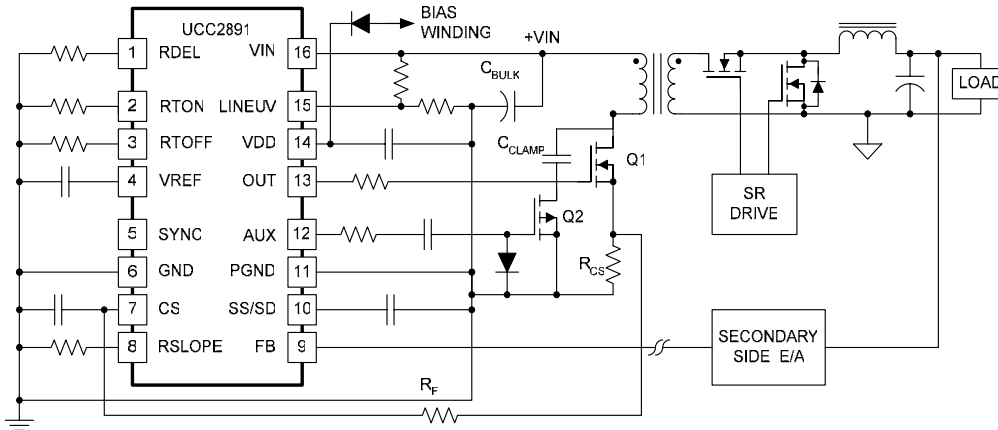 UCC2891
BIAS
WINDING
+VIN
1 RDEL VIN 16
C_BULK
2 RTON LINEUV 15
LOAD
3 RTOFF VDD 14
C_CLAMP
Q1
4 VREF OUT 13
SR
DRIVE
Q2
5 SYNC AUX 12
6 GND PGND 11
R_CS
7 CS SS/SD 10
8 RSLOPE FB 9
SECONDARY
SIDE E/A
R_F